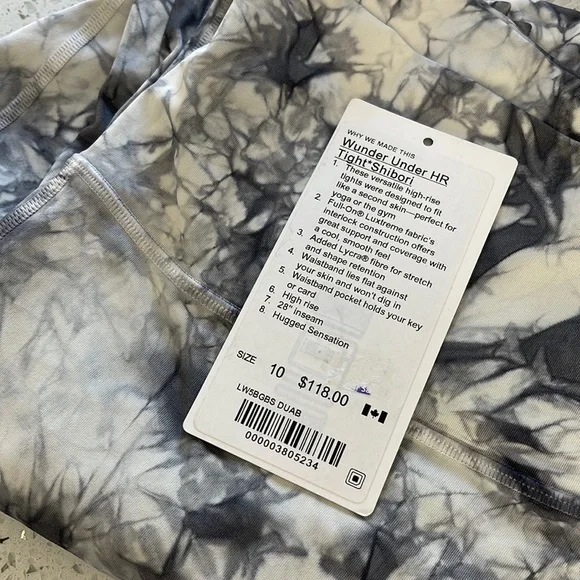 WHY WE MADE THIS
Wunder Under HR
Tight*Shibori
1 These versatile high-rise
tights were designed to fit
like a second skin—perfect for
yoga or the gym
2 Full-On® Luxtreme fabric's
interlock construction offers
great support and coverage with
a cool, smooth feel
3 Added Lycra® fibre for stretch
and shape retention
4 Waistband lies flat against
your skin and won't dig in
5 Waistband pocket holds your key
or card
6 High rise
7 28" inseam
8 Hugged Sensation
SIZE 10 $118.00
LW5BGBS DUAB
000003805234